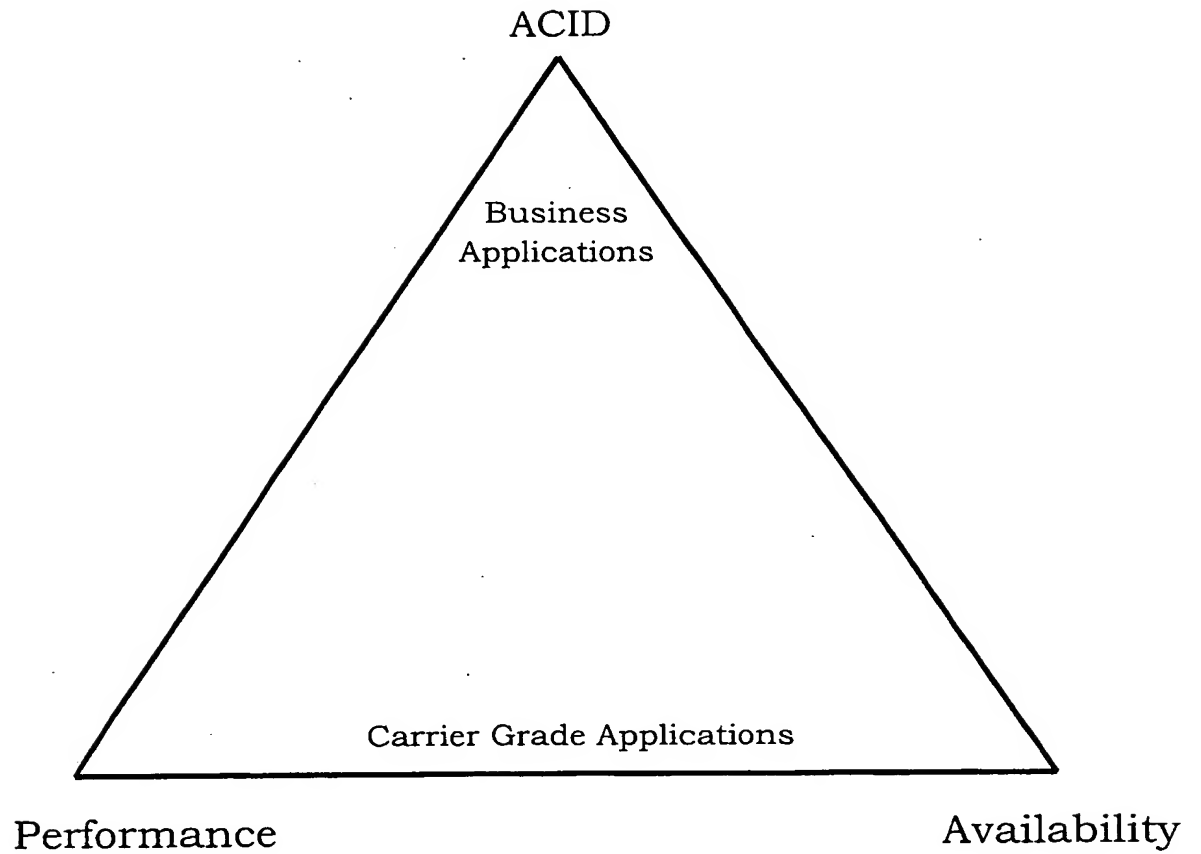 ACID
Business
Applications
Carrier Grade Applications
Performance
Availability